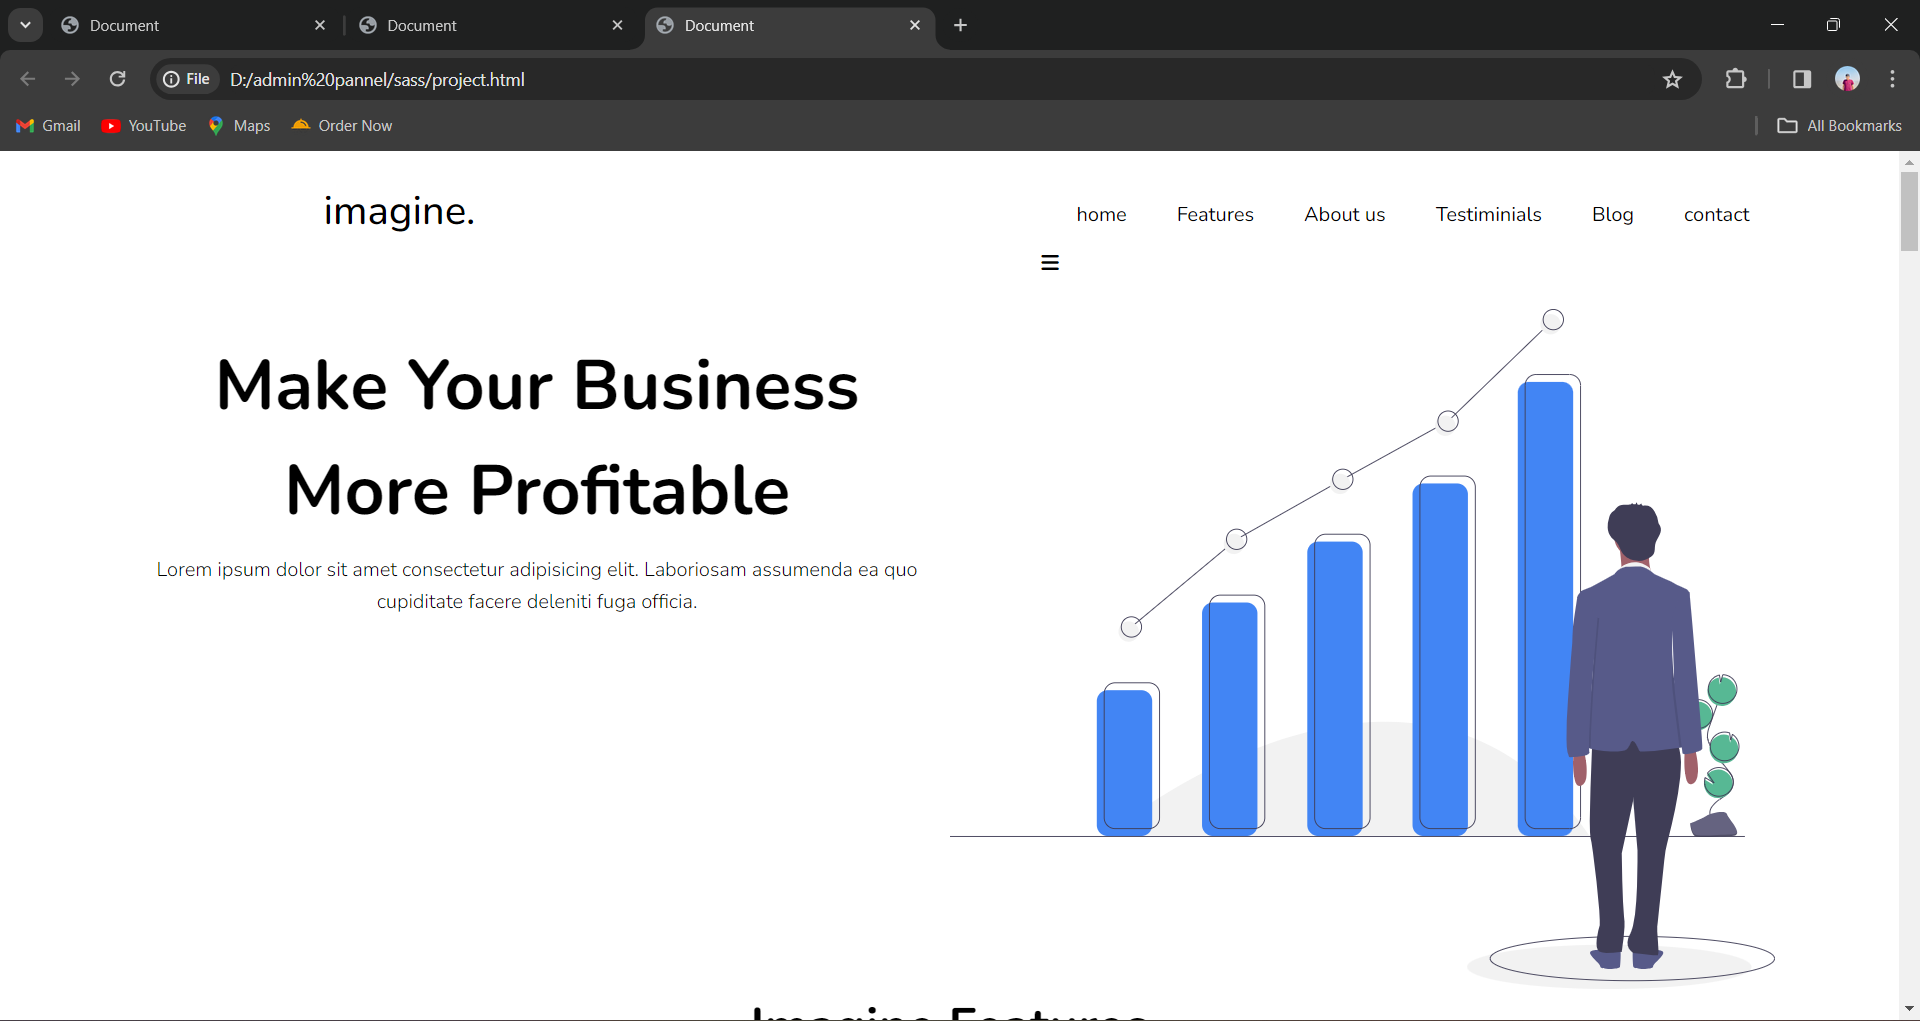 Document
Document
Document
File
D:/admin%20pannel/sass/project.html
Gmail
YouTube
Maps
Order Now
All Bookmarks
imagine.
home
Features
About us
Testiminials
Blog
contact
Make Your Business
More Profitable
Lorem ipsum dolor sit amet consectetur adipisicing elit. Laboriosam assumenda ea quo
cupiditate facere deleniti fuga officia.
Imagine Features